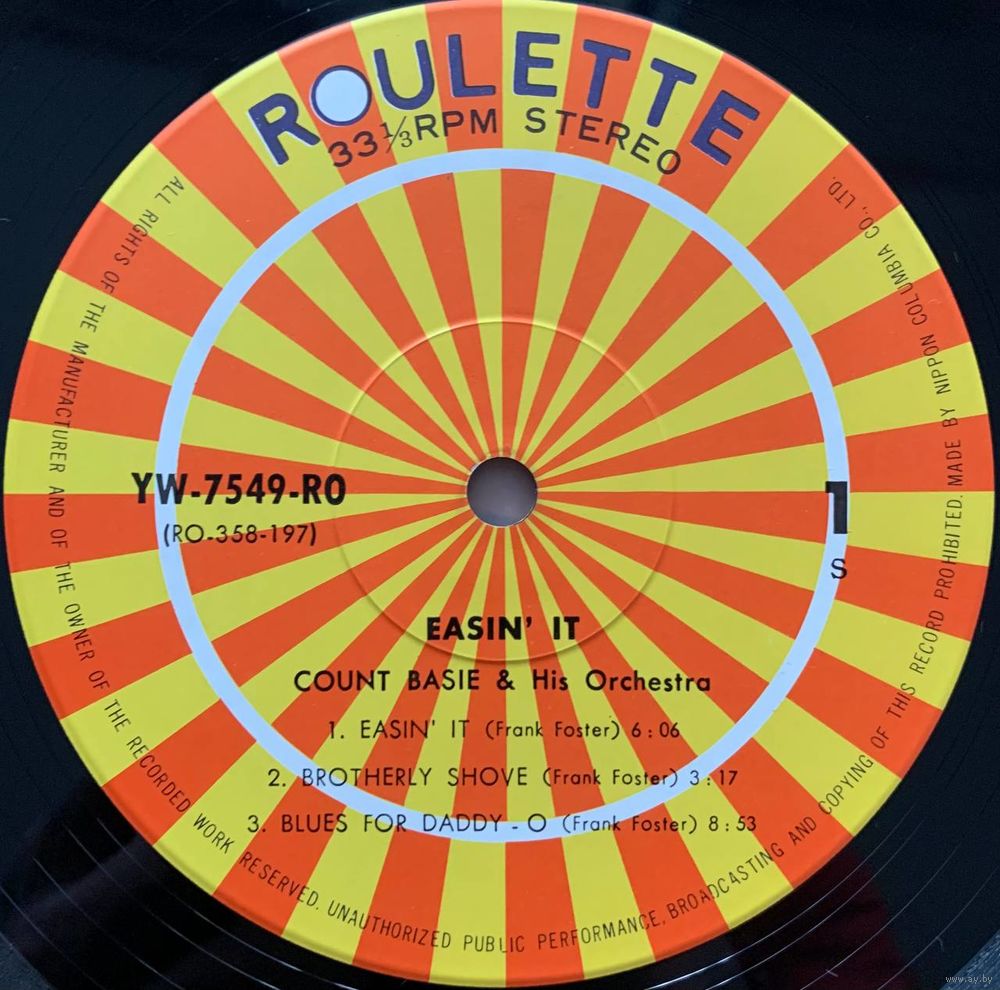 ROULETTE
33⅓RPM STEREO
YW-7549-RO
(RO-358-197)
1
S
EASIN' IT
COUNT BASIE & His Orchestra
1. EASIN' IT (Frank Foster) 6:06
2. BROTHERLY SHOVE (Frank Foster) 3:17
3. BLUES FOR DADDY-O (Frank Foster) 8:53
ALL RIGHTS OF THE MANUFACTURER AND OF THE OWNER OF THE RECORDED WORK RESERVED. UNAUTHORIZED PUBLIC PERFORMANCE, BROADCASTING AND COPYING OF THIS RECORD PROHIBITED. MADE BY NIPPON COLUMBIA CO., LTD.
www.ay.by